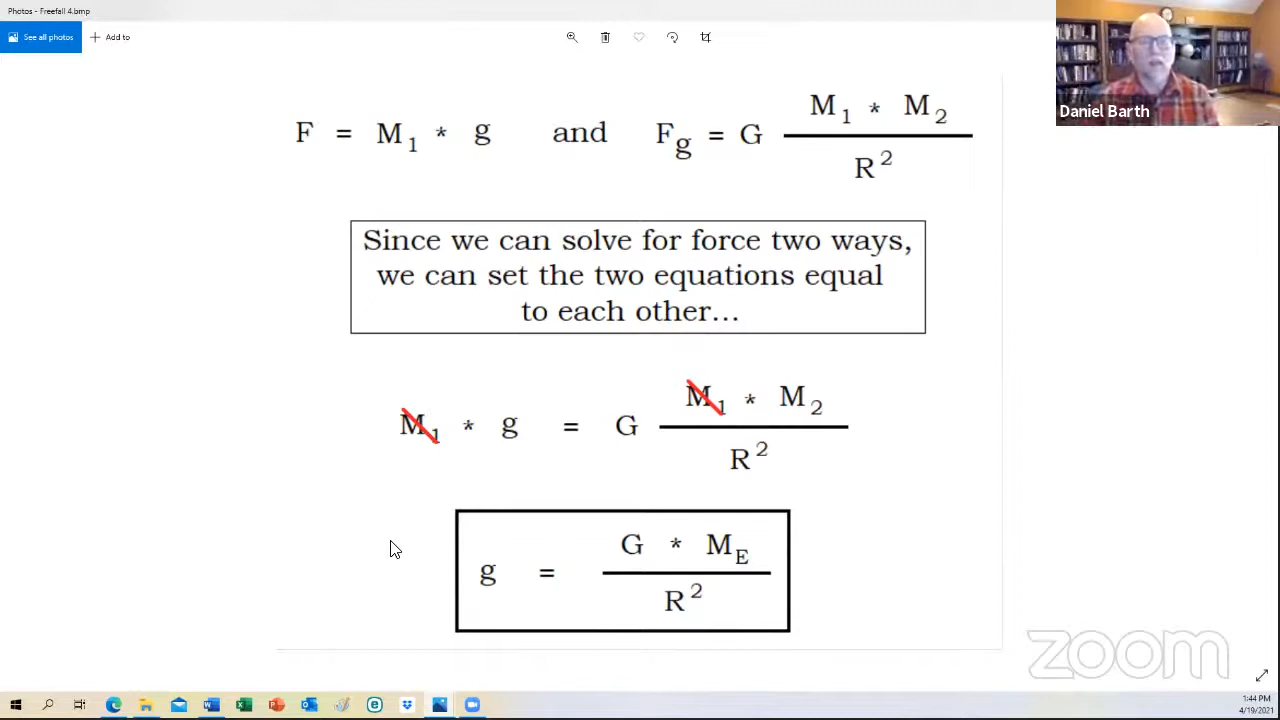 Photos - Freefall 4.bmp
See all photos
+ Add to
Daniel Barth
F = M₁ * g and F_g = G (M₁ * M₂) / R²
Since we can solve for force two ways,
we can set the two equations equal
to each other...
M₁ * g = G (M₁ * M₂) / R²
g = (G * M_E) / R²
zoom
1:44 PM
4/19/2021